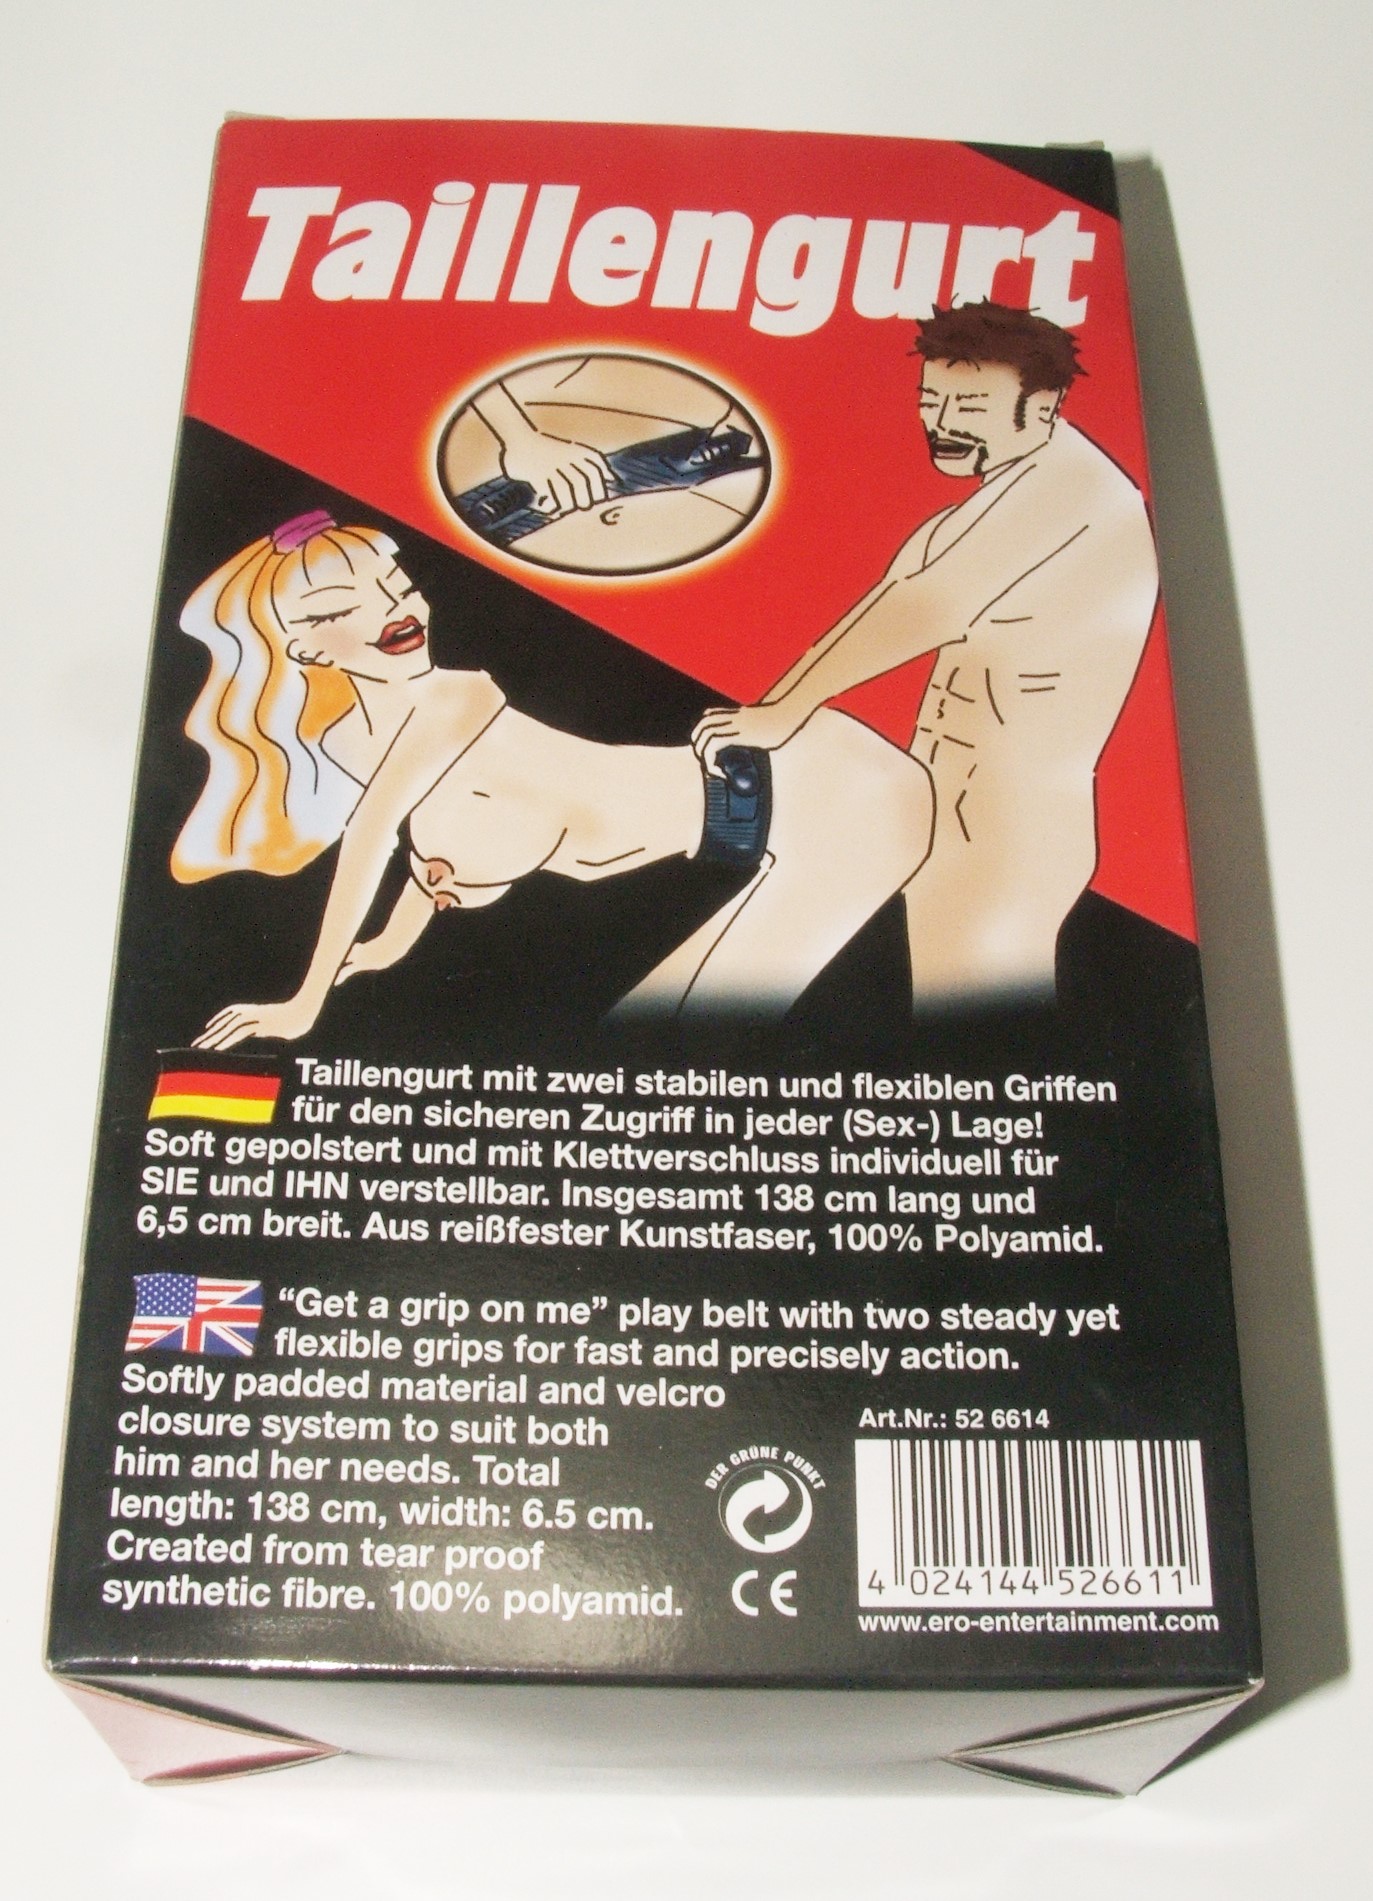 Taillengurt
Taillengurt mit zwei stabilen und flexiblen Griffen
für den sicheren Zugriff in jeder (Sex-) Lage!
Soft gepolstert und mit Klettverschluss individuell für
SIE und IHN verstellbar. Insgesamt 138 cm lang und
6,5 cm breit. Aus reißfester Kunstfaser, 100% Polyamid.
“Get a grip on me” play belt with two steady yet
flexible grips for fast and precisely action.
Softly padded material and velcro
closure system to suit both
him and her needs. Total
length: 138 cm, width: 6.5 cm.
Created from tear proof
synthetic fibre. 100% polyamid.
DER GRÜNE PUNKT
CE
Art.Nr.: 52 6614
4 024144 526611
www.ero-entertainment.com